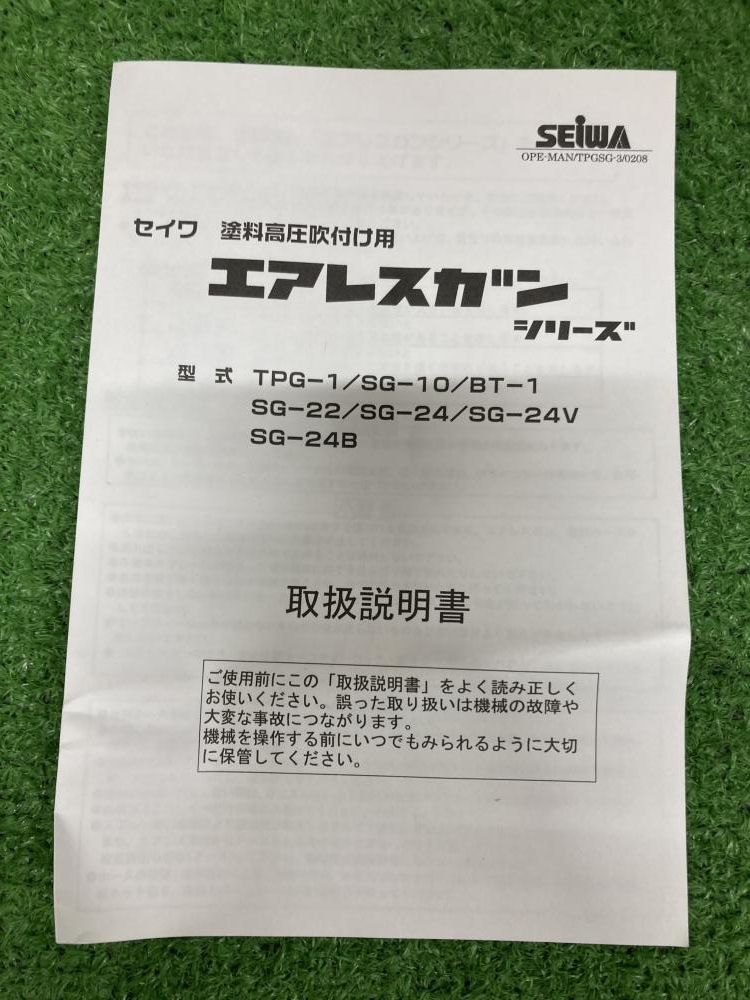 SEiWA
OPE-MAN/TPGSG-3/0208
セイワ 塗料高圧吹付け用
エアレスガン
シリーズ
型 式 TPG-1/SG-10/BT-1
SG-22/SG-24/SG-24V
SG-24B
取扱説明書
ご使用前にこの「取扱説明書」をよく読み正しく
お使いください。誤った取り扱いは機械の故障や
大変な事故につながります。
機械を操作する前にいつでもみられるように大切
に保管してください。